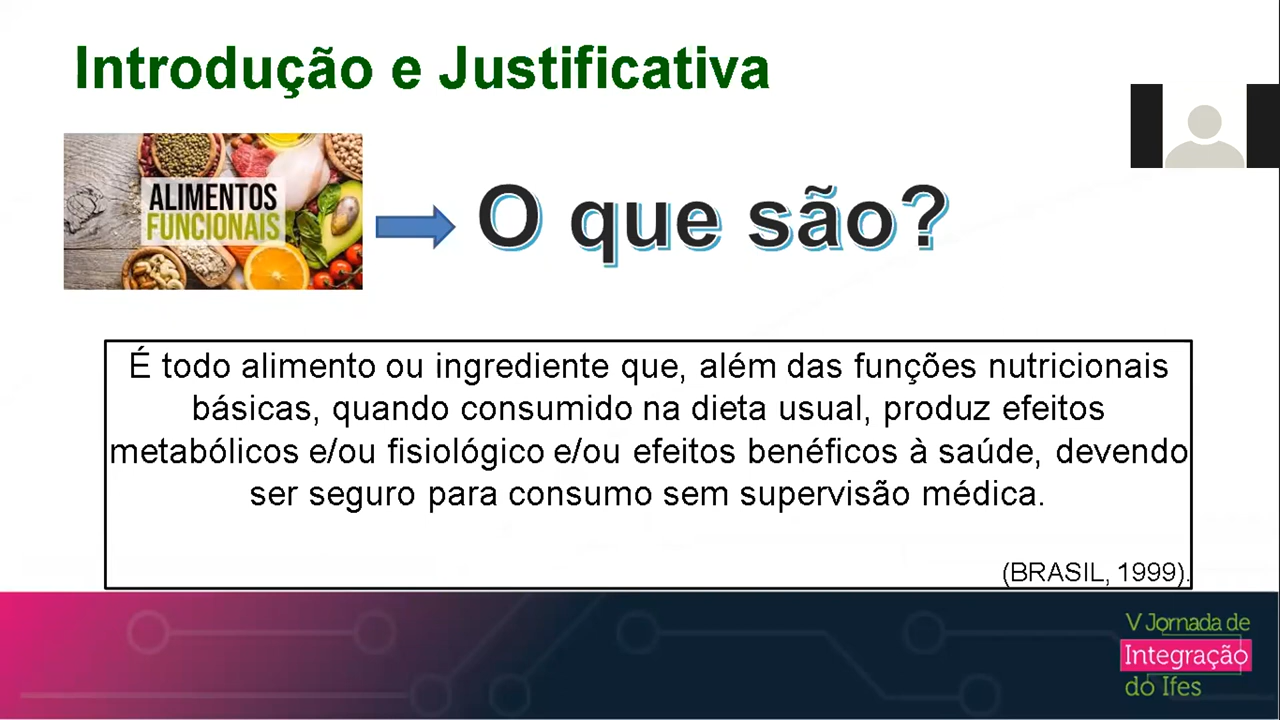 Introdução e Justificativa
ALIMENTOS
FUNCIONAIS
O que são?
É todo alimento ou ingrediente que, além das funções nutricionais
básicas, quando consumido na dieta usual, produz efeitos
metabólicos e/ou fisiológico e/ou efeitos benéficos à saúde, devendo
ser seguro para consumo sem supervisão médica.
(BRASIL, 1999).
V Jornada de
Integração
do Ifes